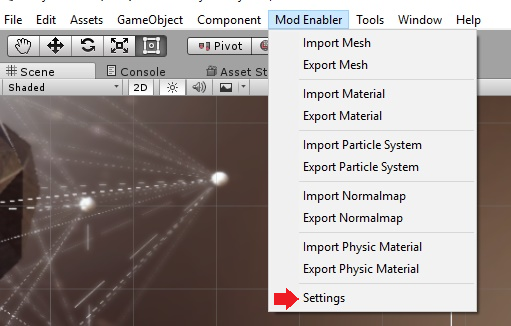 File Edit Assets GameObject Component Mod Enabler Tools Window Help
Pivot
Scene Console Asset St
Shaded 2D
Import Mesh
Export Mesh
Import Material
Export Material
Import Particle System
Export Particle System
Import Normalmap
Export Normalmap
Import Physic Material
Export Physic Material
Settings